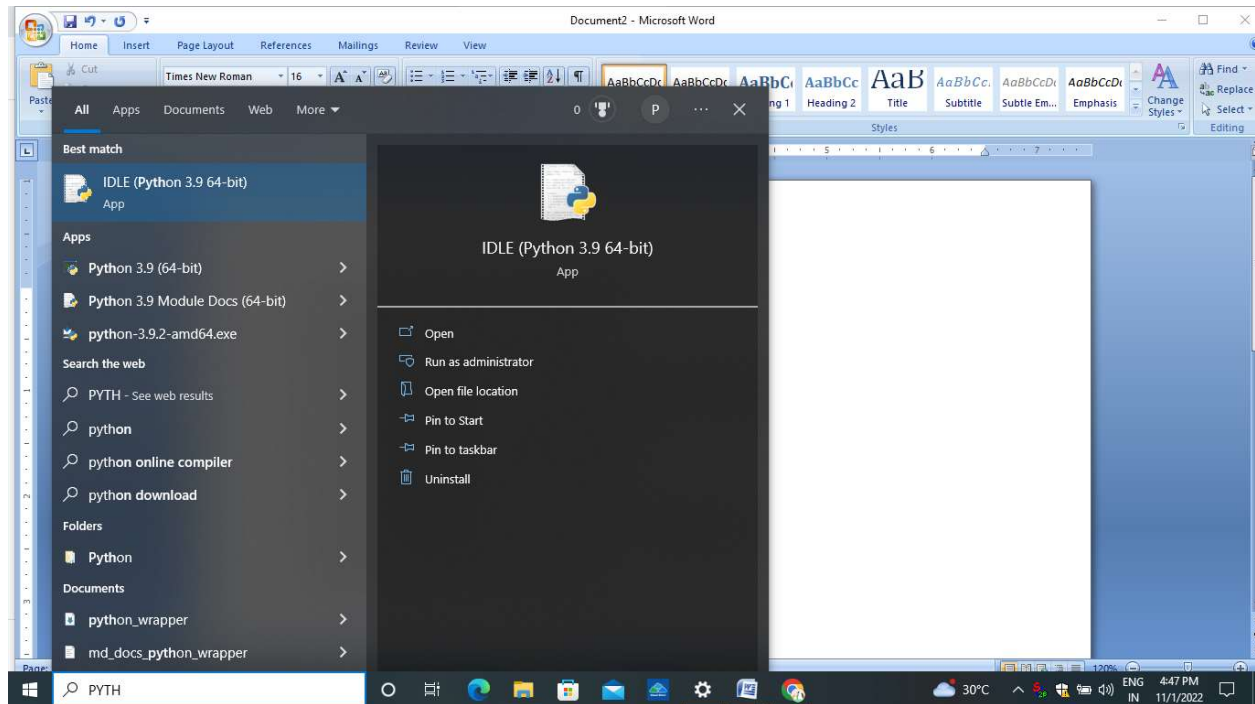 Document2 - Microsoft Word
Home Insert Page Layout References Mailings Review View
Cut
Times New Roman 16
Paste
AaBbCcDc AaBbCcDc AaBbC AaBbCc AaB AaBbCc. AaBbCcDc AaBbCcDc
ng 1 Heading 2 Title Subtitle Subtle Em... Emphasis
Change Styles
Find
Replace
Select
Styles
Editing
All Apps Documents Web More
0 P ...
Best match
IDLE (Python 3.9 64-bit)
App
Apps
Python 3.9 (64-bit)
Python 3.9 Module Docs (64-bit)
python-3.9.2-amd64.exe
Search the web
PYTH - See web results
python
python online compiler
python download
Folders
Python
Documents
python_wrapper
md_docs_python_wrapper
IDLE (Python 3.9 64-bit)
App
Open
Run as administrator
Open file location
Pin to Start
Pin to taskbar
Uninstall
5 6 7
Page:
120%
PYTH
30°C
ENG
IN
4:47 PM
11/1/2022